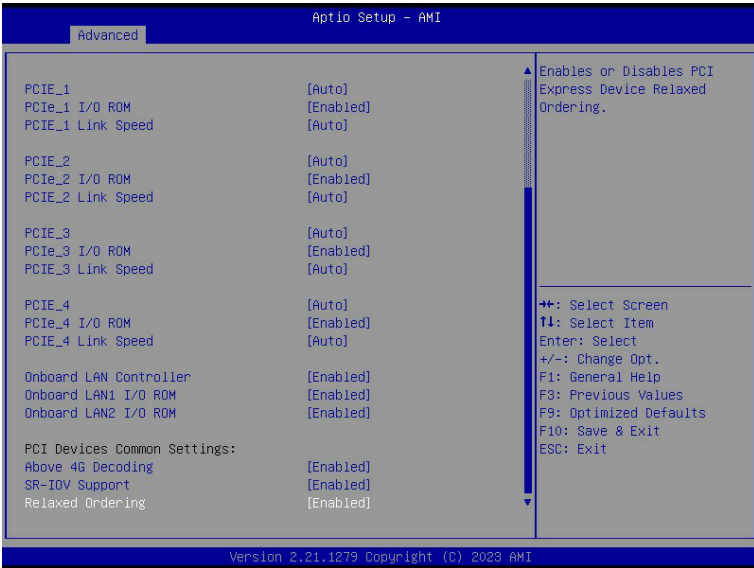 Aptio Setup – AMI
Advanced
PCIE_1 [Auto]
PCIe_1 I/O ROM [Enabled]
PCIE_1 Link Speed [Auto]
PCIE_2 [Auto]
PCIe_2 I/O ROM [Enabled]
PCIE_2 Link Speed [Auto]
PCIE_3 [Auto]
PCIe_3 I/O ROM [Enabled]
PCIE_3 Link Speed [Auto]
PCIE_4 [Auto]
PCIe_4 I/O ROM [Enabled]
PCIE_4 Link Speed [Auto]
Onboard LAN Controller [Enabled]
Onboard LAN1 I/O ROM [Enabled]
Onboard LAN2 I/O ROM [Enabled]
PCI Devices Common Settings:
Above 4G Decoding [Enabled]
SR-IOV Support [Enabled]
Relaxed Ordering [Enabled]
Enables or Disables PCI
Express Device Relaxed
Ordering.
→←: Select Screen
↑↓: Select Item
Enter: Select
+/-: Change Opt.
F1: General Help
F3: Previous Values
F9: Optimized Defaults
F10: Save & Exit
ESC: Exit
Version 2.21.1279 Copyright (C) 2023 AMI